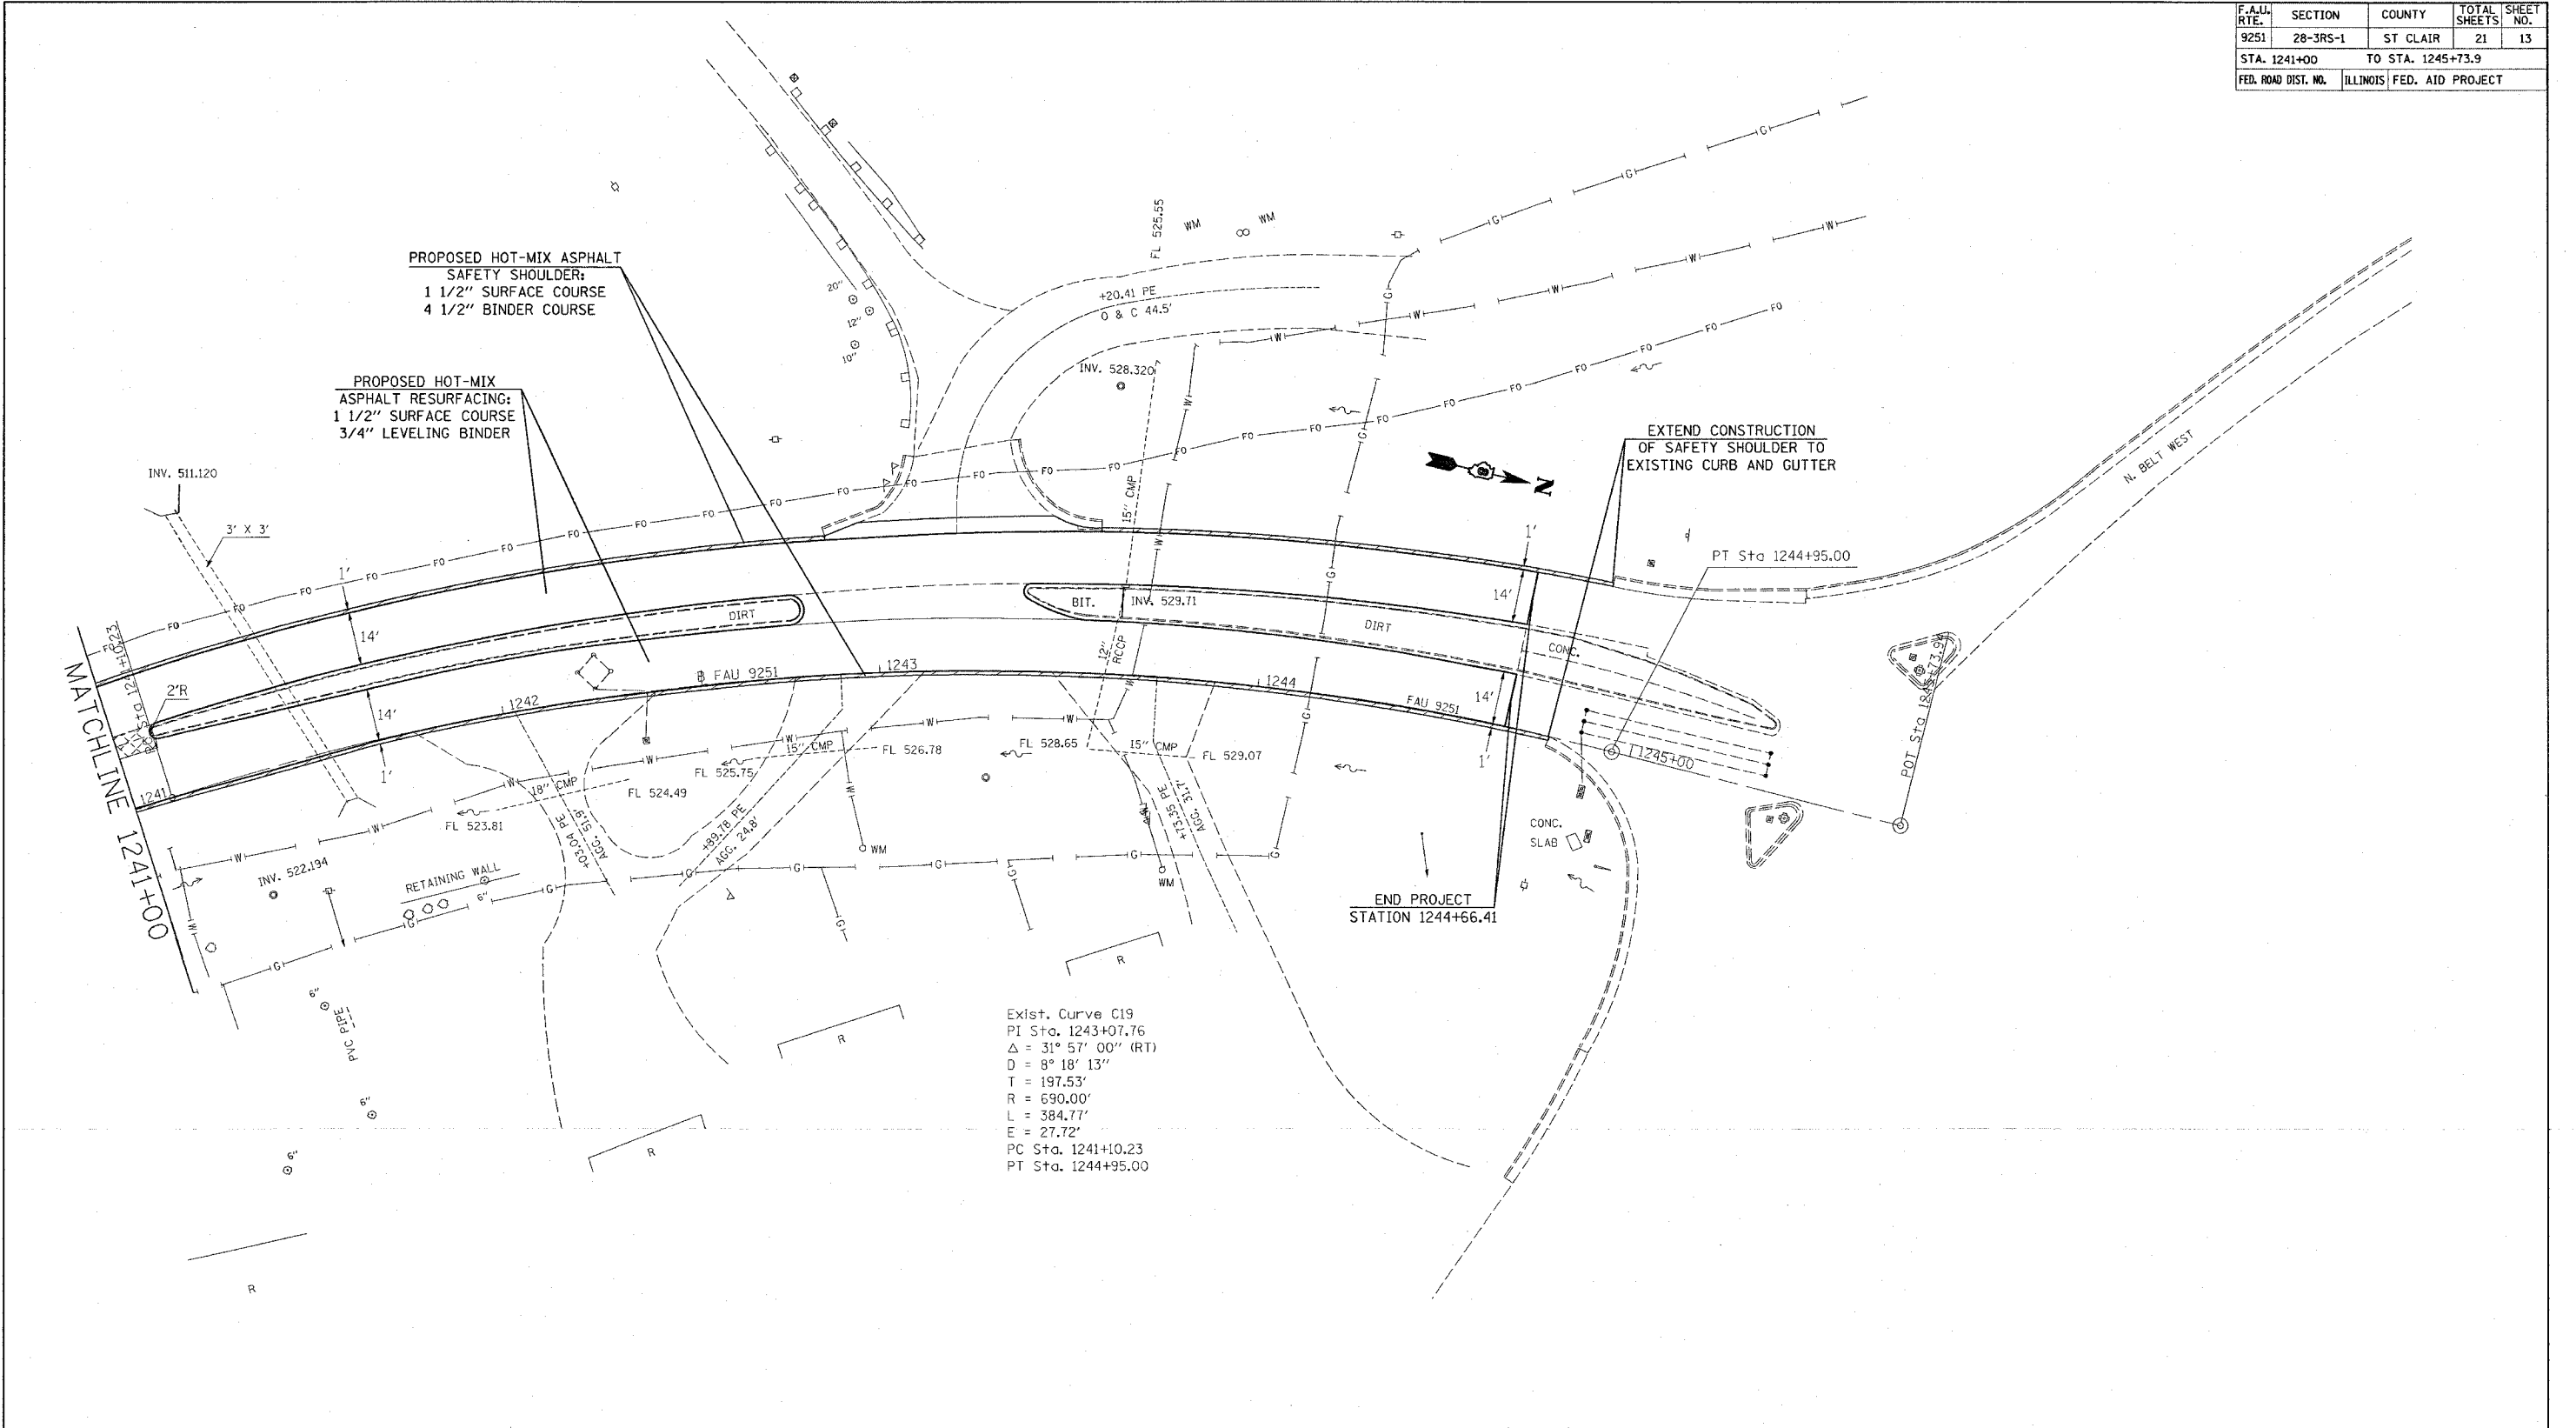 F.A.U. RTE. SECTION COUNTY TOTAL SHEETS SHEET NO.
9251 28-3RS-1 ST CLAIR 21 13
STA. 1241+00 TO STA. 1245+73.9
FED. ROAD DIST. NO. ILLINOIS FED. AID PROJECT
PROPOSED HOT-MIX ASPHALT
SAFETY SHOULDER:
1 1/2" SURFACE COURSE
4 1/2" BINDER COURSE
PROPOSED HOT-MIX
ASPHALT RESURFACING:
1 1/2" SURFACE COURSE
3/4" LEVELING BINDER
FL 525.55
WM
WM
+20.41 PE
O & C 44.5'
20"
12"
10"
INV. 528.320
15" CMP
EXTEND CONSTRUCTION
OF SAFETY SHOULDER TO
EXISTING CURB AND GUTTER
N
N. BELT WEST
INV. 511.120
3' X 3'
PT Sta 1244+95.00
1'
14'
DIRT
BIT.
INV. 529.71
DIRT
CONC.
1'
14'
12" RCCP
2'R
14'
1'
1241
1242
FAU 9251
1243
1244
FAU 9251
14'
1'
1245+00
MATCHLINE 1241+00
15" CMP
FL 526.78
FL 528.65
15" CMP
FL 529.07
FL 525.75
18" CMP
FL 524.49
FL 523.81
+03.04 PE
AGG. 51.9'
+89.78 PE
AGG. 24.8'
+73.35 PE
AGG. 31.7'
WM
WM
CONC.
SLAB
INV. 522.194
RETAINING WALL
6"
END PROJECT
STATION 1244+66.41
R
R
R
R
6"
PVC PIPE
6"
6"
Exist. Curve C19
PI Sta. 1243+07.76
Δ = 31° 57' 00" (RT)
D = 8° 18' 13"
T = 197.53'
R = 690.00'
L = 384.77'
E = 27.72'
PC Sta. 1241+10.23
PT Sta. 1244+95.00